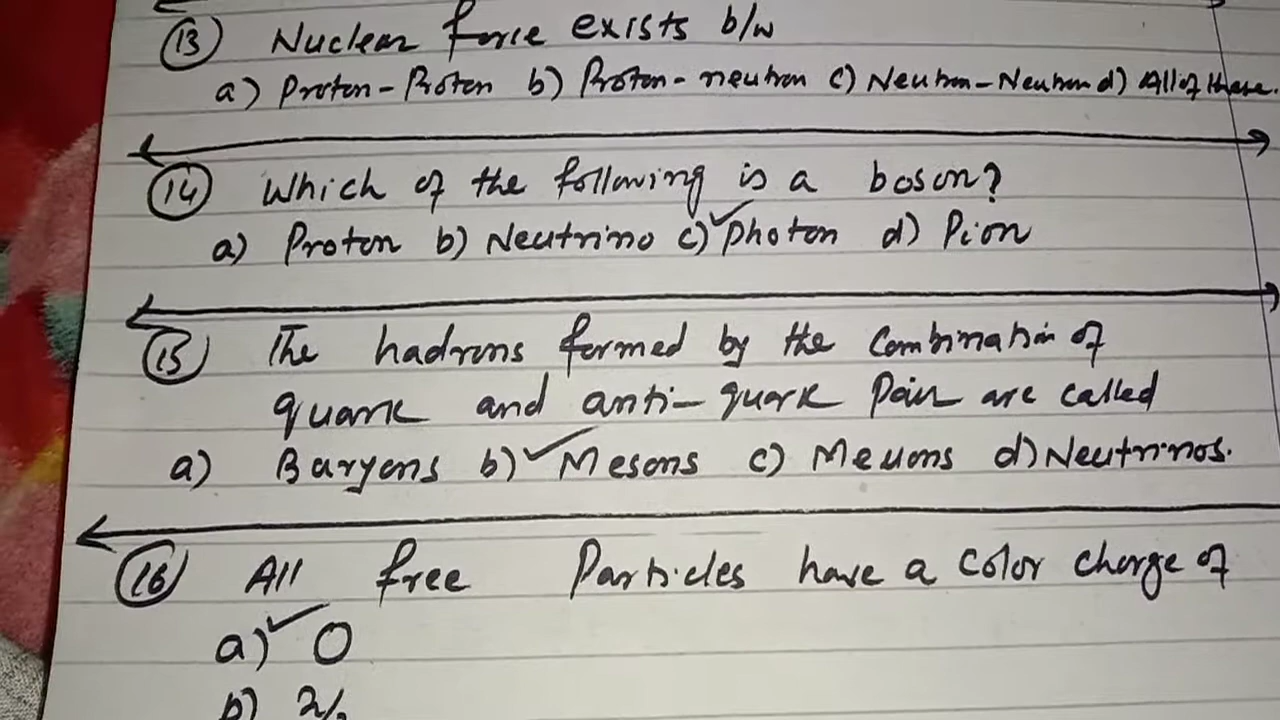 (13) Nuclear force exists b/w
a) Proton-Proton b) Proton-neutron c) Neutron-Neutron d) All of these.
(14) Which of the following is a boson?
a) Proton b) Neutrino c) ✓Photon d) Pion
(15) The hadrons formed by the Combination of
quark and anti-quark Pair are called
a) Baryons b) ✓Mesons c) Meuons d) Neutrinos.
(16) All free Particles have a color charge of
a) ✓ 0
b)